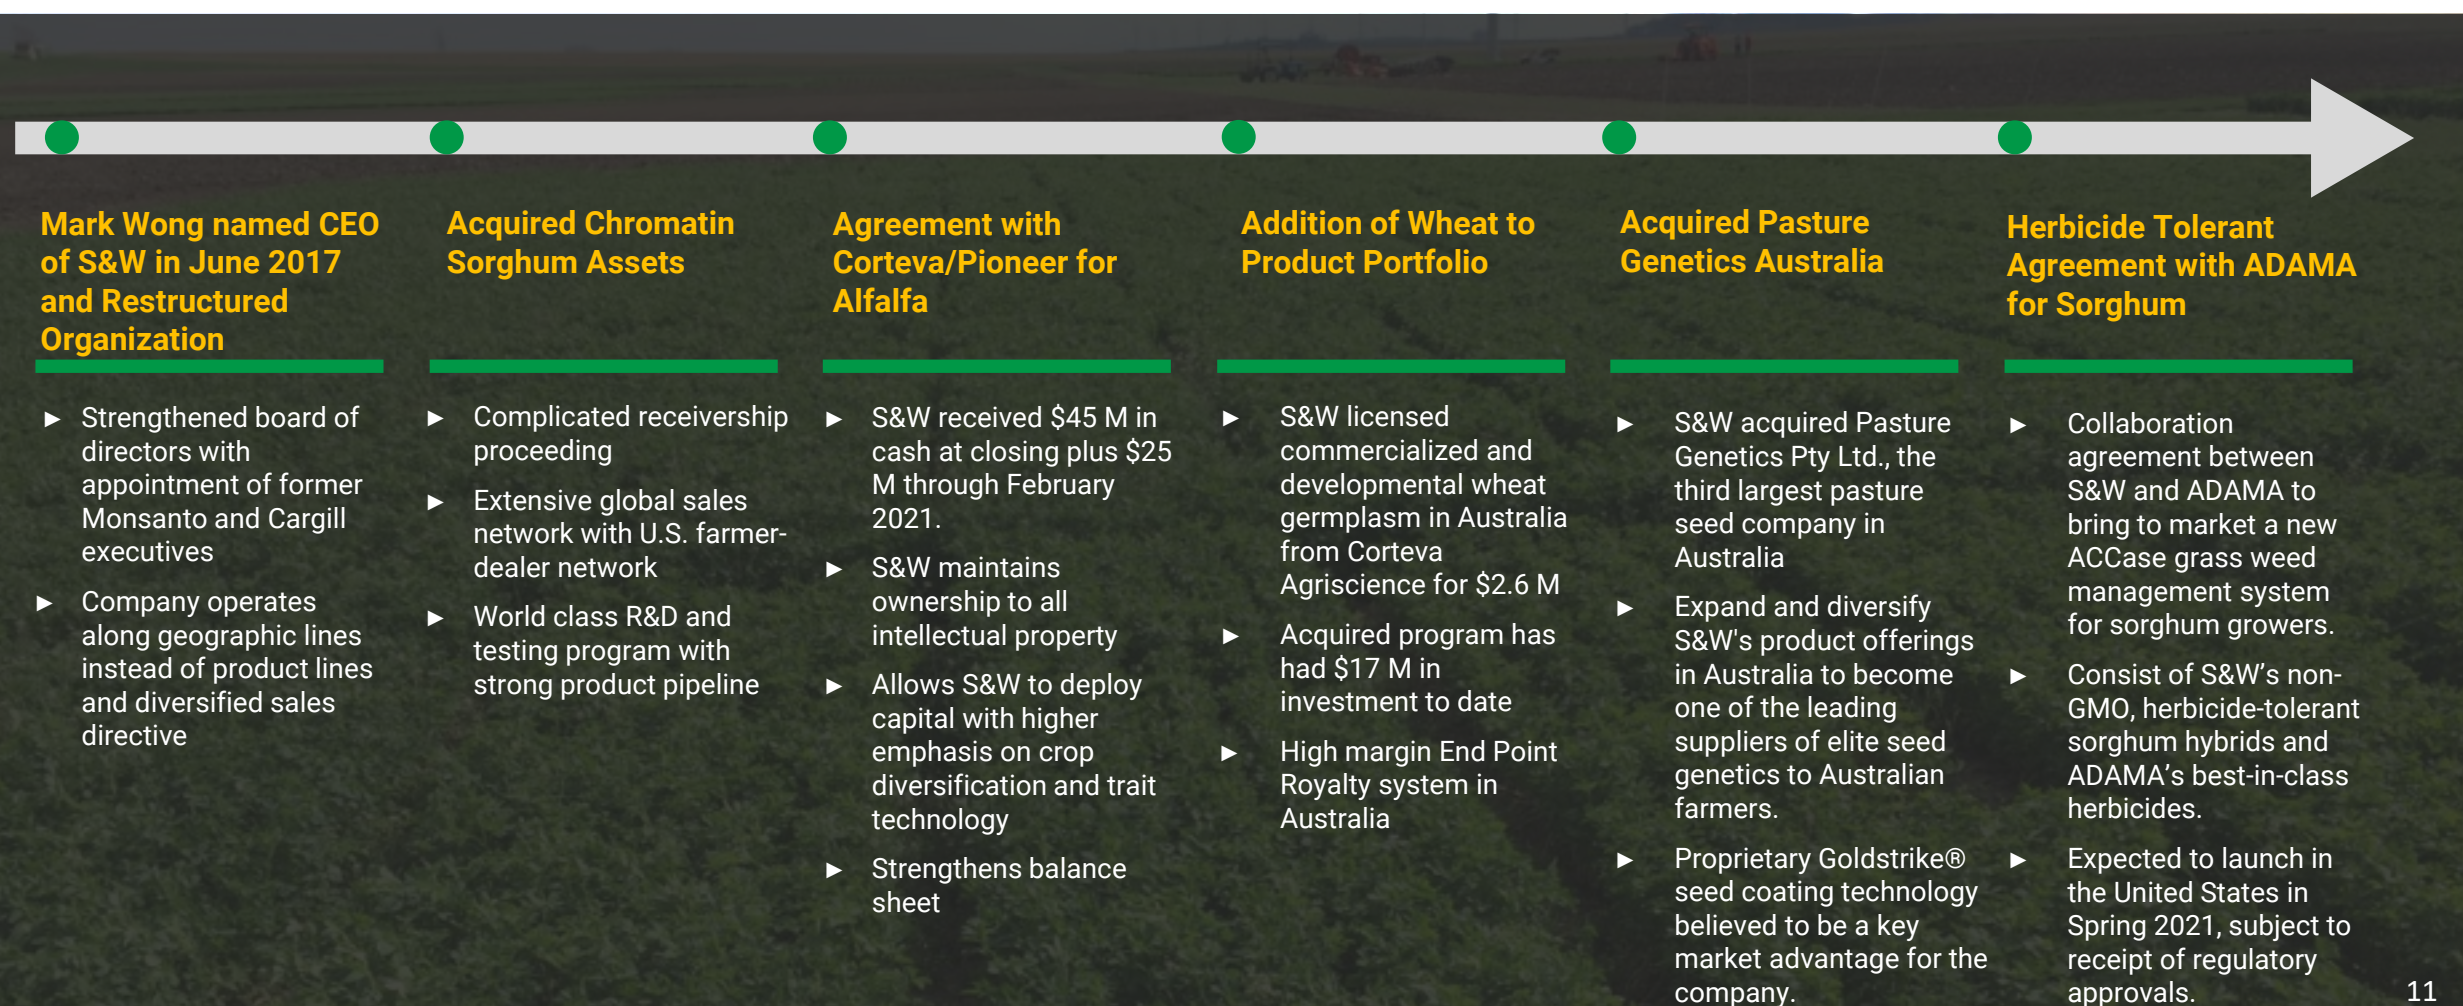 Mark Wong named CEO
of S&W in June 2017
and Restructured
Organization
► Strengthened board of
directors with
appointment of former
Monsanto and Cargill
executives
► Company operates
along geographic lines
instead of product lines
and diversified sales
directive
Acquired Chromatin
Sorghum Assets
► Complicated receivership
proceeding
► Extensive global sales
network with U.S. farmer-
dealer network
► World class R&D and
testing program with
strong product pipeline
Agreement with
Corteva/Pioneer for
Alfalfa
► S&W received $45 M in
cash at closing plus $25
M through February
2021.
► S&W maintains
ownership to all
intellectual property
► Allows S&W to deploy
capital with higher
emphasis on crop
diversification and trait
technology
► Strengthens balance
sheet
Addition of Wheat to
Product Portfolio
► S&W licensed
commercialized and
developmental wheat
germplasm in Australia
from Corteva
Agriscience for $2.6 M
► Acquired program has
had $17 M in
investment to date
► High margin End Point
Royalty system in
Australia
Acquired Pasture
Genetics Australia
► S&W acquired Pasture
Genetics Pty Ltd., the
third largest pasture
seed company in
Australia
► Expand and diversify
S&W's product offerings
in Australia to become
one of the leading
suppliers of elite seed
genetics to Australian
farmers.
► Proprietary Goldstrike®
seed coating technology
believed to be a key
market advantage for the
company.
Herbicide Tolerant
Agreement with ADAMA
for Sorghum
► Collaboration
agreement between
S&W and ADAMA to
bring to market a new
ACCase grass weed
management system
for sorghum growers.
► Consist of S&W’s non-
GMO, herbicide-tolerant
sorghum hybrids and
ADAMA’s best-in-class
herbicides.
► Expected to launch in
the United States in
Spring 2021, subject to
receipt of regulatory
approvals.
11